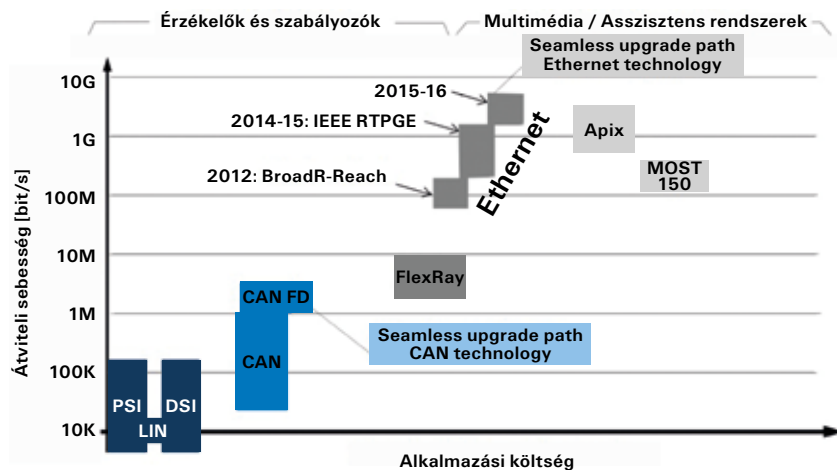 Érzékelők és szabályozók
Multimédia / Asszisztens rendszerek
Seamless upgrade path
Ethernet technology
10G
2015-16
2014-15: IEEE RTPGE
1G
Apix
Ethernet
MOST
150
2012: BroadR-Reach
100M
Átviteli sebesség [bit/s]
10M
FlexRay
CAN FD
1M
Seamless upgrade path
CAN technology
CAN
100K
PSI
DSI
LIN
10K
Alkalmazási költség